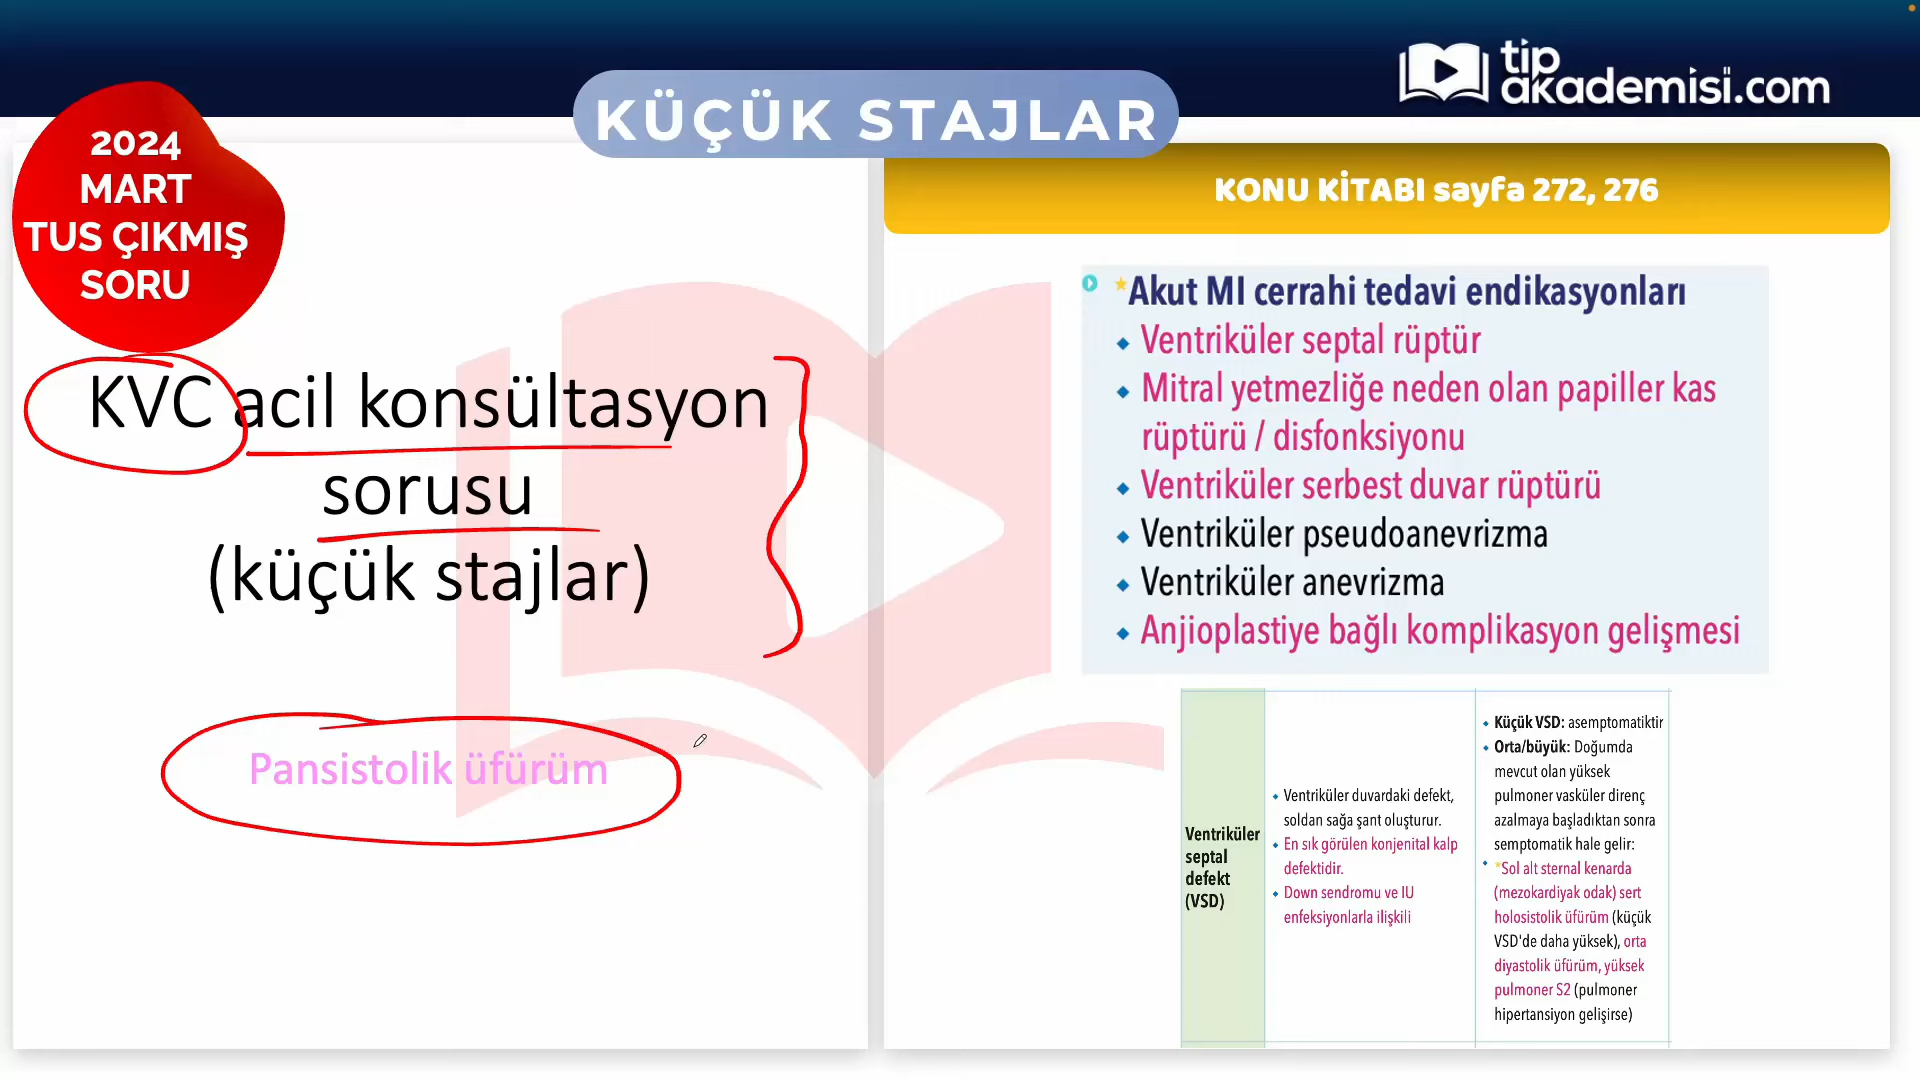 tip
akademisi.com
KÜÇÜK STAJLAR
2024
MART
TUS ÇIKMIŞ
SORU
KVC acil konsültasyon
sorusu
(küçük stajlar)
Pansistolik üfürüm
KONU KİTABI sayfa 272, 276
*Akut MI cerrahi tedavi endikasyonları
Ventriküler septal rüptür
Mitral yetmezliğe neden olan papiller kas
rüptürü / disfonksiyonu
Ventriküler serbest duvar rüptürü
Ventriküler pseudoanevrizma
Ventriküler anevrizma
Anjioplastiye bağlı komplikasyon gelişmesi
Ventriküler
septal
defekt
(VSD)
Ventriküler duvardaki defekt,
soldan sağa şant oluşturur.
En sık görülen konjenital kalp
defektidir.
Down sendromu ve IU
enfeksiyonlarla ilişkili
Küçük VSD: asemptomatiktir
Orta/büyük: Doğumda
mevcut olan yüksek
pulmoner vasküler direnç
azalmaya başladıktan sonra
semptomatik hale gelir:
*Sol alt sternal kenarda
(mezokardiyak odak) sert
holosistolik üfürüm (küçük
VSD'de daha yüksek), orta
diyastolik üfürüm, yüksek
pulmoner S2 (pulmoner
hipertansiyon gelişirse)